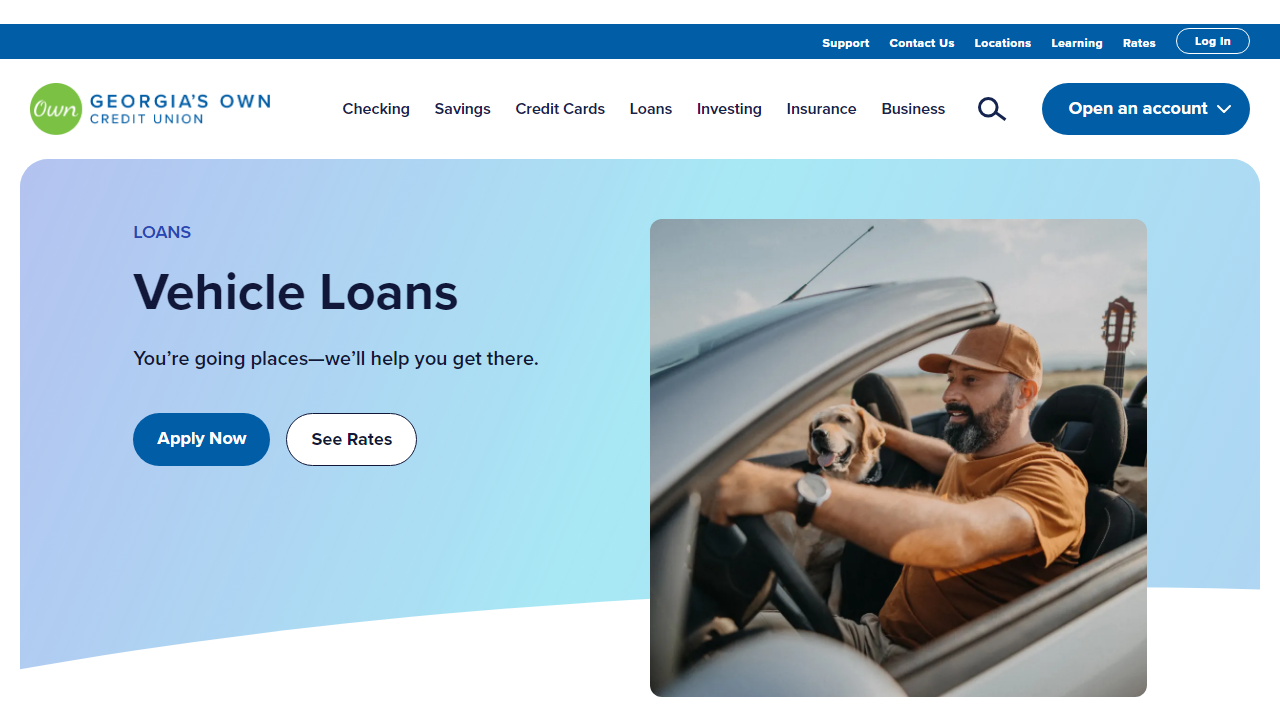 Support Contact Us Locations Learning Rates Log In
Own GEORGIA'S OWN
CREDIT UNION
Checking Savings Credit Cards Loans Investing Insurance Business Open an account
LOANS
Vehicle Loans
You’re going places—we’ll help you get there.
Apply Now See Rates